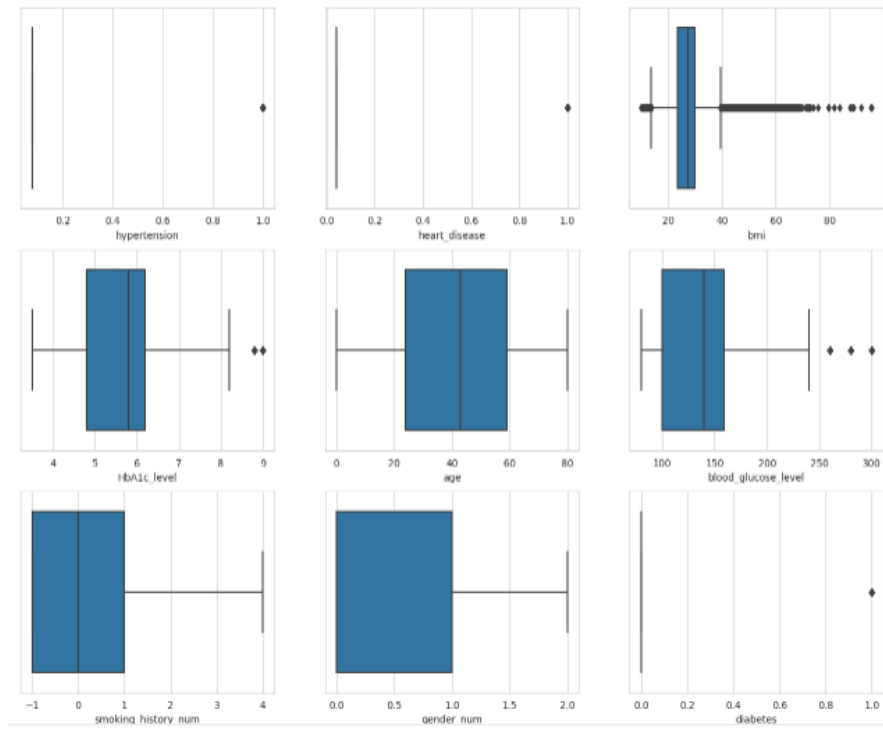 0.2 0.4 0.6 0.8 1.0
hypertension
0.0 0.2 0.4 0.6 0.8 1.0
heart_disease
20 40 60 80
bmi
4 5 6 7 8 9
HbA1c_level
0 20 40 60 80
age
100 150 200 250 300
blood_glucose_level
−1 0 1 2 3 4
smoking_history_num
0.0 0.5 1.0 1.5 2.0
gender_num
0.0 0.2 0.4 0.6 0.8 1.0
diabetes